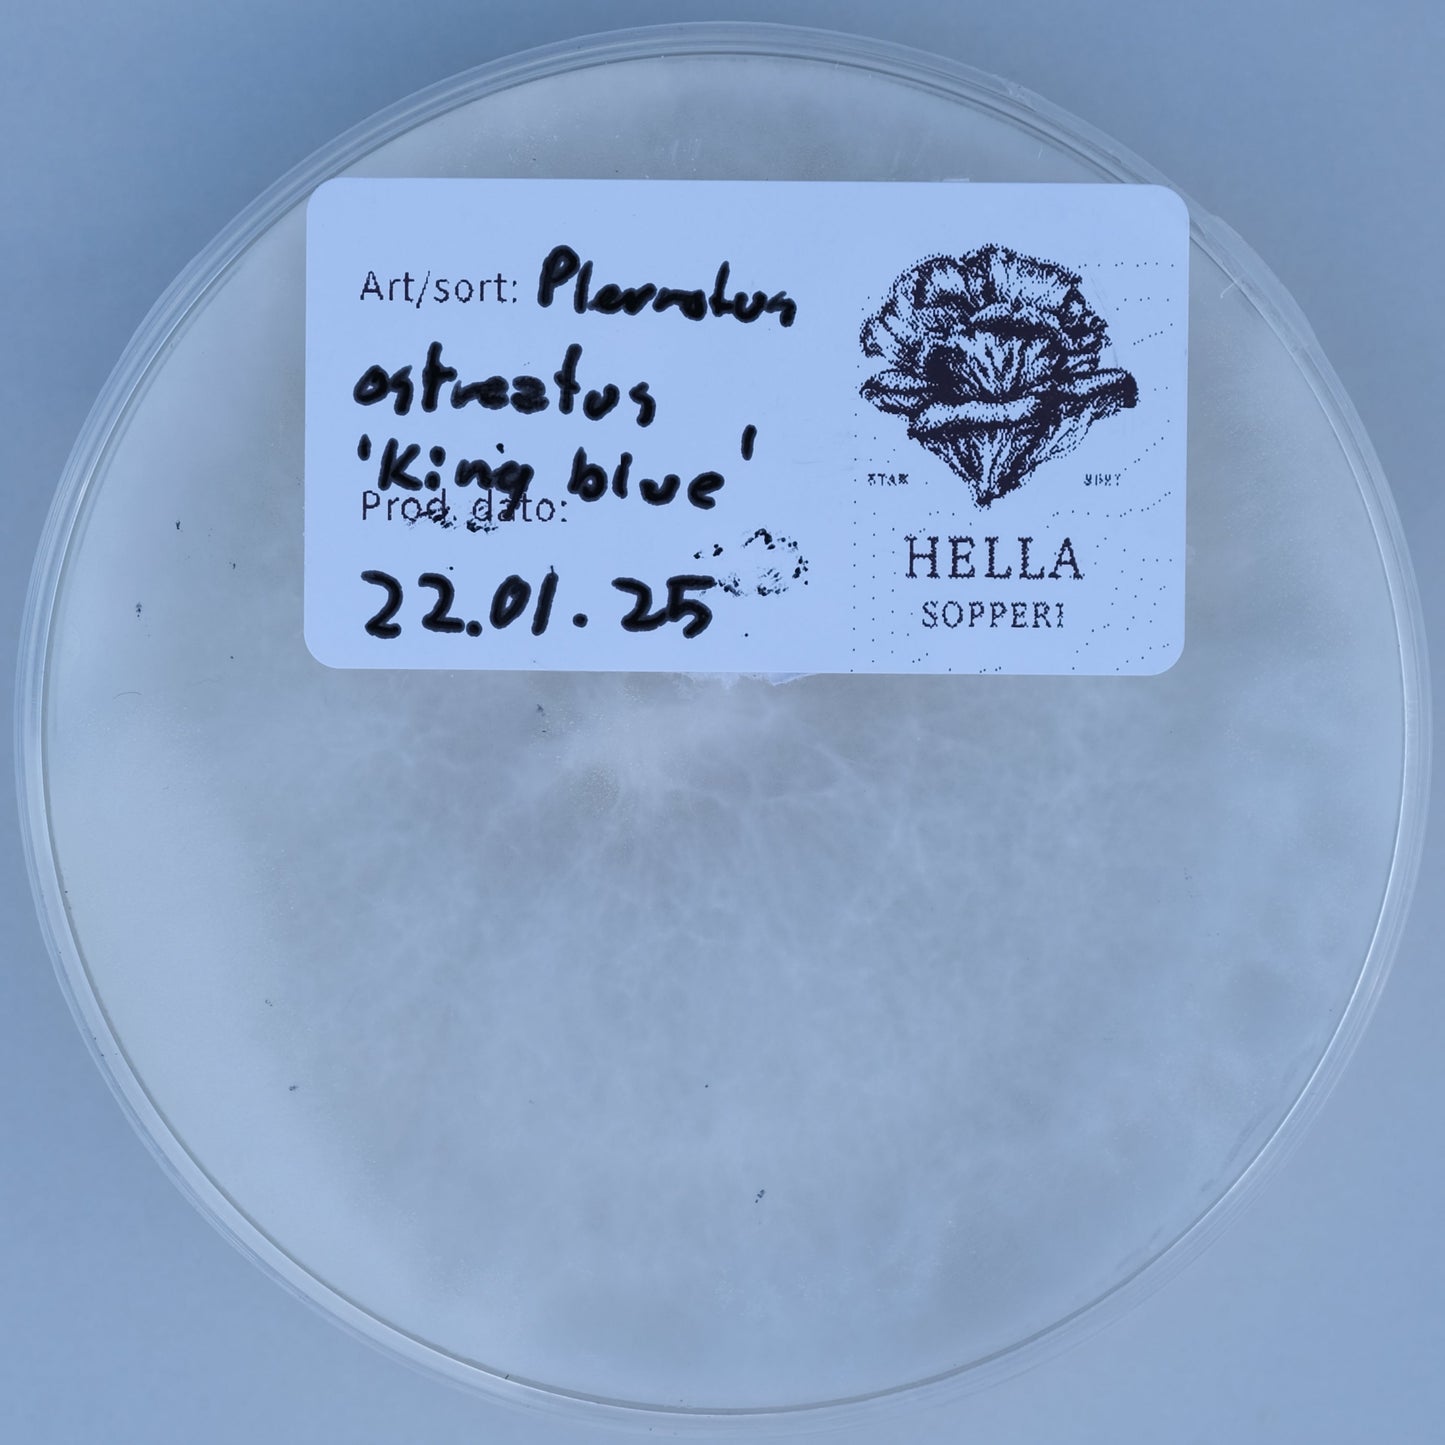 Art/sort: Pleurotus
ostreatus
'King blue'
Prod. dato:
22.01.25
HELLA
SOPPERI